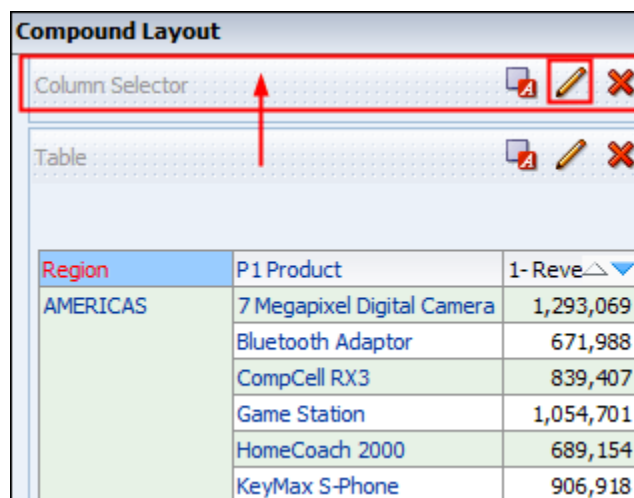 Compound Layout
Column Selector
Table
Region P1 Product 1- Reve
AMERICAS 7 Megapixel Digital Camera 1,293,069
Bluetooth Adaptor 671,988
CompCell RX3 839,407
Game Station 1,054,701
HomeCoach 2000 689,154
KeyMax S-Phone 906,918